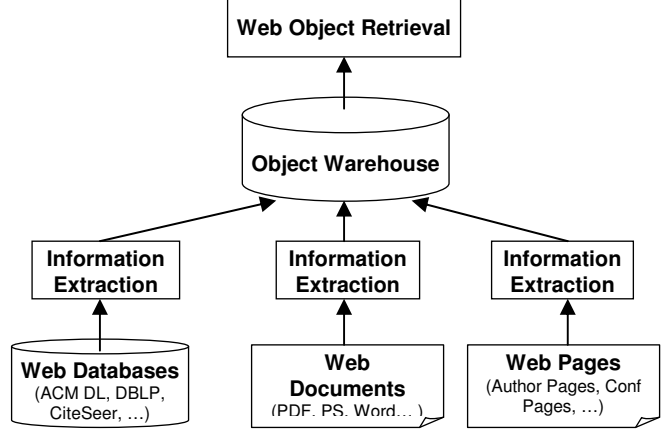 Web Object Retrieval
Object Warehouse
Information
Extraction
Information
Extraction
Information
Extraction
Web Databases
(ACM DL, DBLP,
CiteSeer, …)
Web
Documents
(PDF, PS, Word… )
Web Pages
(Author Pages, Conf
Pages, …)